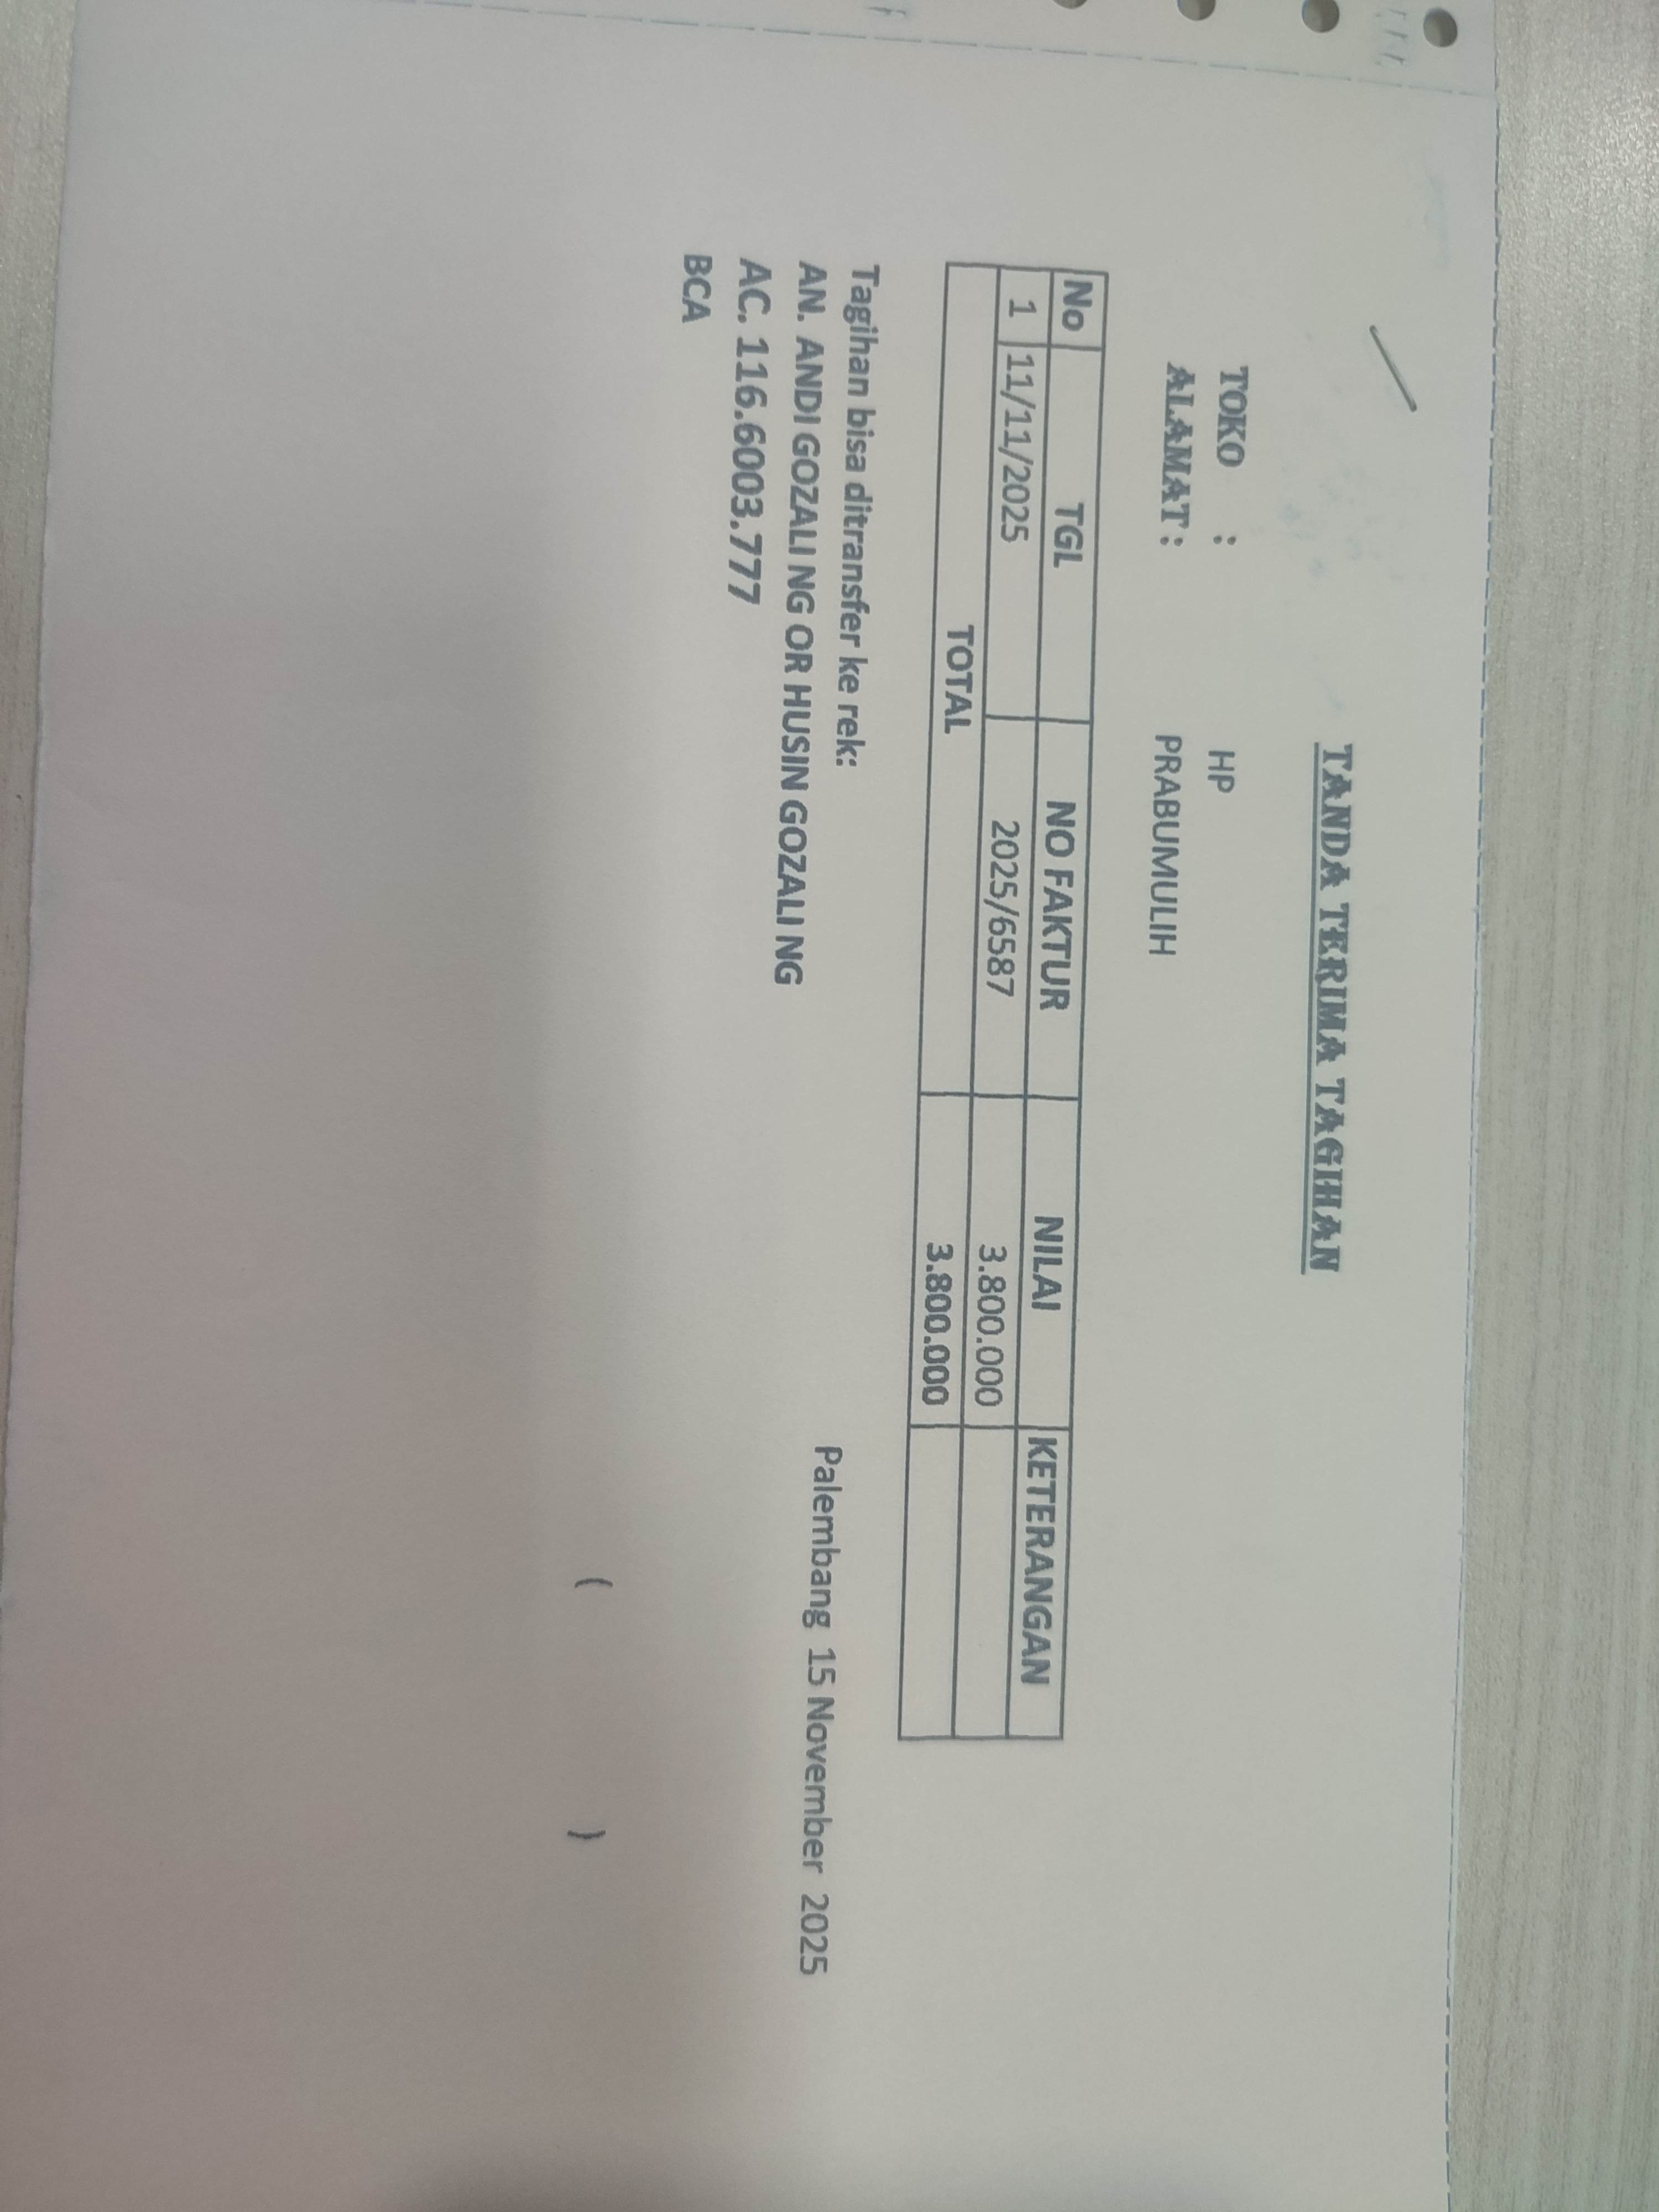 TANDA TERIMA TAGIHAN
TOKO : HP
ALAMAT : PRABUMULIH
No TGL NO FAKTUR NILAI KETERANGAN
1 11/11/2025 2025/6587 3.800.000
TOTAL 3.800.000
Tagihan bisa ditransfer ke rek:
Palembang 15 November 2025
AN. ANDI GOZALI NG OR HUSIN GOZALI NG
AC. 116.6003.777
BCA
( )